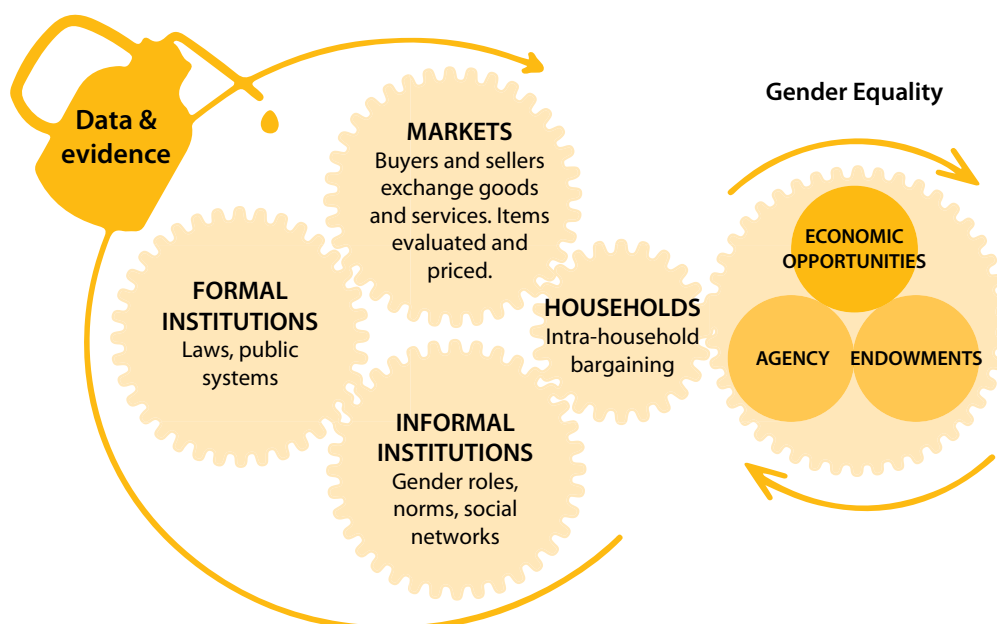 Data &
evidence
MARKETS
Buyers and sellers
exchange goods
and services. Items
evaluated and
priced.
FORMAL
INSTITUTIONS
Laws, public
systems
INFORMAL
INSTITUTIONS
Gender roles,
norms, social
networks
HOUSEHOLDS
Intra-household
bargaining
Gender Equality
ECONOMIC
OPPORTUNITIES
AGENCY
ENDOWMENTS